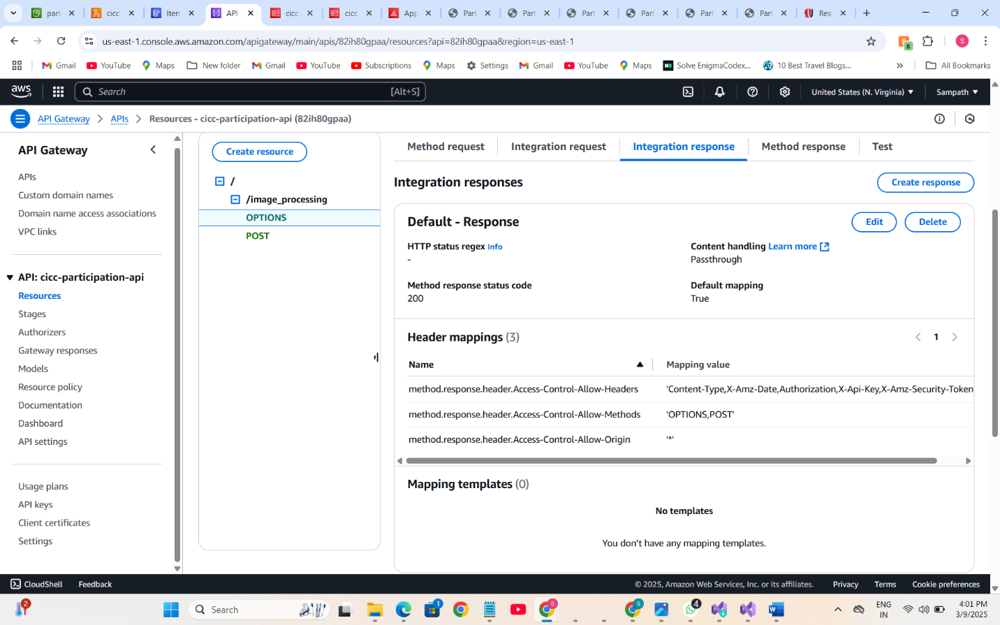 part
cicc
Item
API
cicc
cicc
App
Part
Part
Part
Part
Part
Part
Res
us-east-1.console.aws.amazon.com/apigateway/main/apis/82ih80gpaa/resources?api=82ih80gpaa&region=us-east-1
8
S
Gmail
YouTube
Maps
New folder
Gmail
YouTube
Subscriptions
Maps
Settings
Gmail
YouTube
Maps
Solve EnigmaCodex...
10 Best Travel Blogs...
All Bookmarks
aws
Search
[Alt+S]
United States (N. Virginia)
Sampath
API Gateway
APIs
Resources - cicc-participation-api (82ih80gpaa)
API Gateway
APIs
Custom domain names
Domain name access associations
VPC links
API: cicc-participation-api
Resources
Stages
Authorizers
Gateway responses
Models
Resource policy
Documentation
Dashboard
API settings
Usage plans
API keys
Client certificates
Settings
Create resource
/
/image_processing
OPTIONS
POST
Method request
Integration request
Integration response
Method response
Test
Integration responses
Create response
Default - Response
Edit
Delete
HTTP status regex Info
-
Content handling Learn more
Passthrough
Method response status code
200
Default mapping
True
Header mappings (3)
1
Name
Mapping value
method.response.header.Access-Control-Allow-Headers
'Content-Type,X-Amz-Date,Authorization,X-Api-Key,X-Amz-Security-Token
method.response.header.Access-Control-Allow-Methods
'OPTIONS,POST'
method.response.header.Access-Control-Allow-Origin
'*'
Mapping templates (0)
No templates
You don't have any mapping templates.
CloudShell
Feedback
© 2025, Amazon Web Services, Inc. or its affiliates.
Privacy
Terms
Cookie preferences
2
Search
1
S
S
4
ENG
IN
4:01 PM
3/9/2025